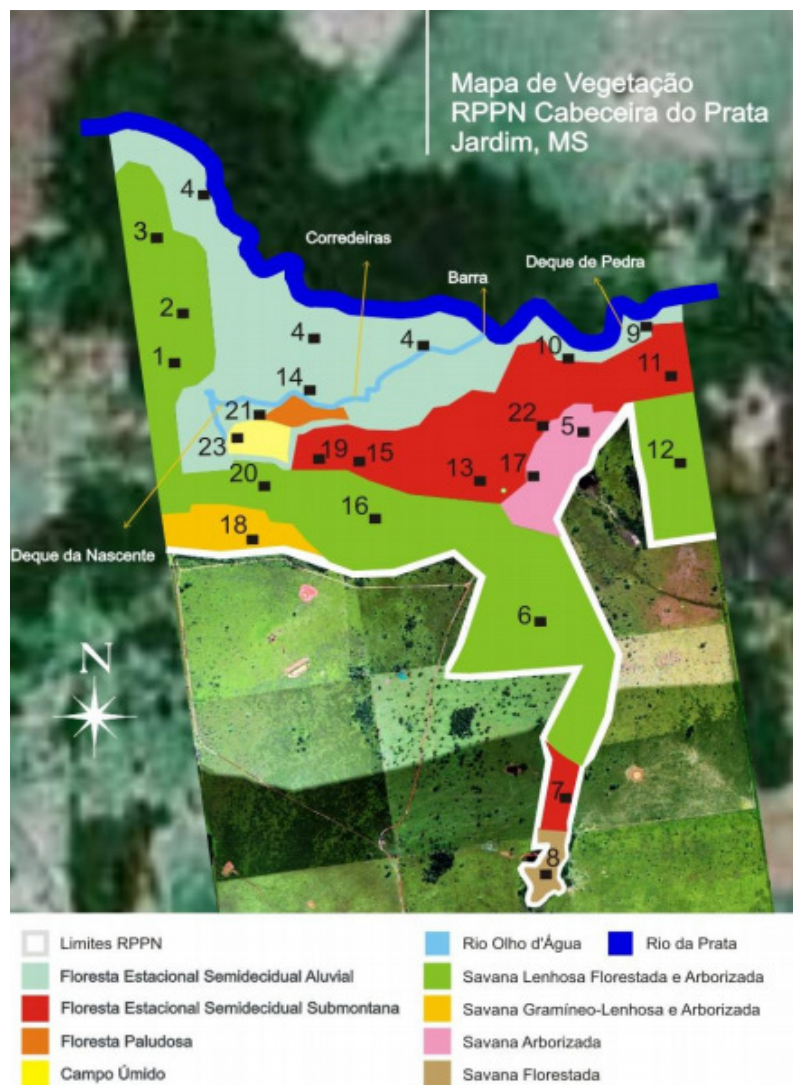 Mapa de Vegetação
RPPN Cabeceira do Prata
Jardim, MS
4
3
Corredeiras
Barra
Deque de Pedra
2
4
4
9
10
1
11
14
21
22
5
23
12
19
15
13
17
20
16
18
Deque da Nascente
6
N
7
8
Limites RPPN
Rio Olho d'Água
Rio da Prata
Floresta Estacional Semidecidual Aluvial
Savana Lenhosa Florestada e Arborizada
Floresta Estacional Semidecidual Submontana
Savana Gramíneo-Lenhosa e Arborizada
Floresta Paludosa
Savana Arborizada
Campo Úmido
Savana Florestada